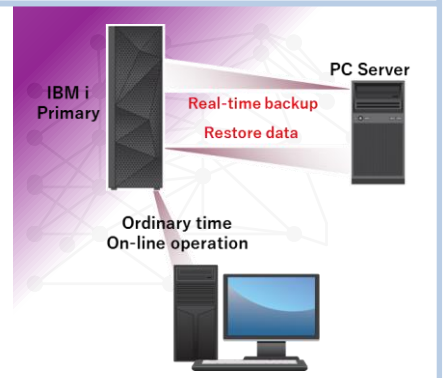 IBM i
Primary
PC Server
Real-time backup
Restore data
Ordinary time
On-line operation